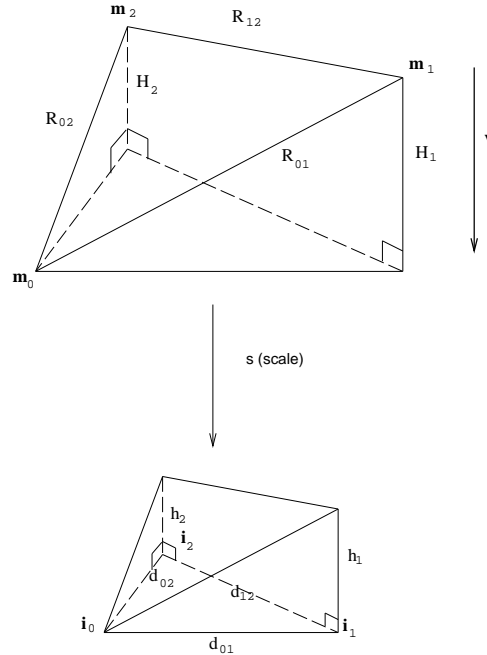 m₂
R₁₂
m₁
H₂
R₀₂
R₀₁
H₁
m₀
s (scale)
h₂
i₂
h₁
d₀₂
d₁₂
i₀
i₁
d₀₁